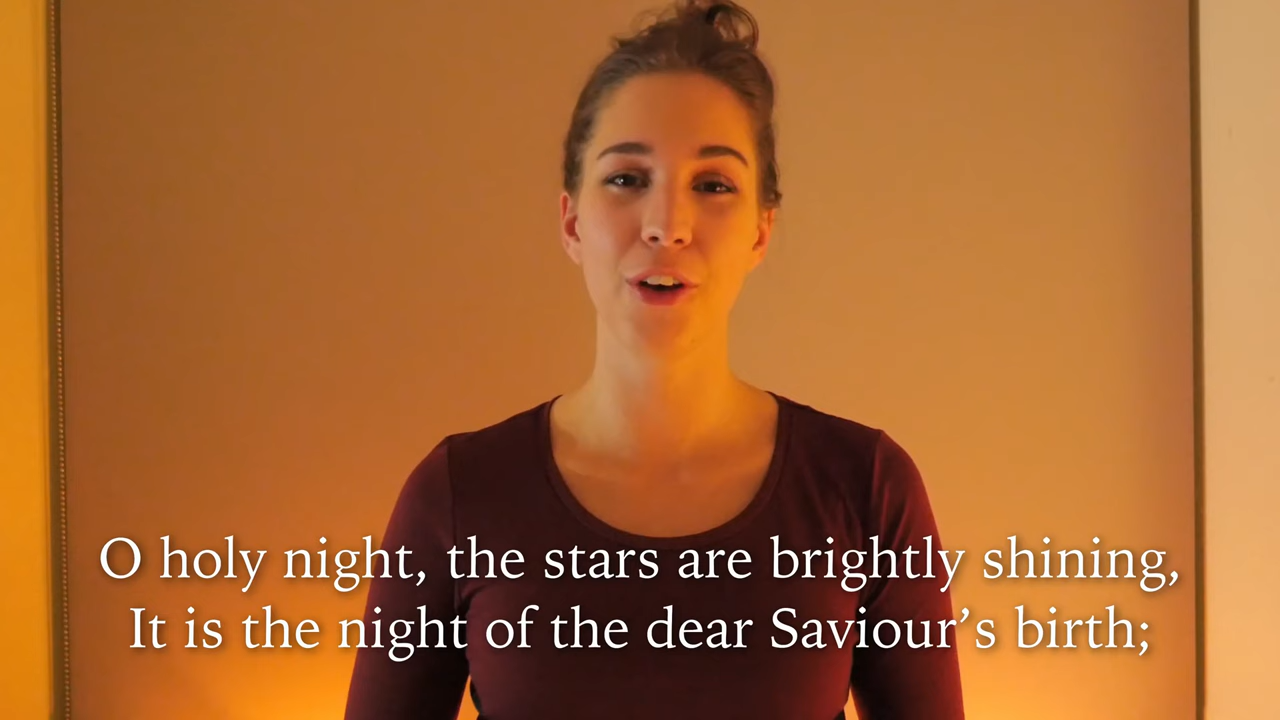 O holy night, the stars are brightly shining,
It is the night of the dear Saviour’s birth;